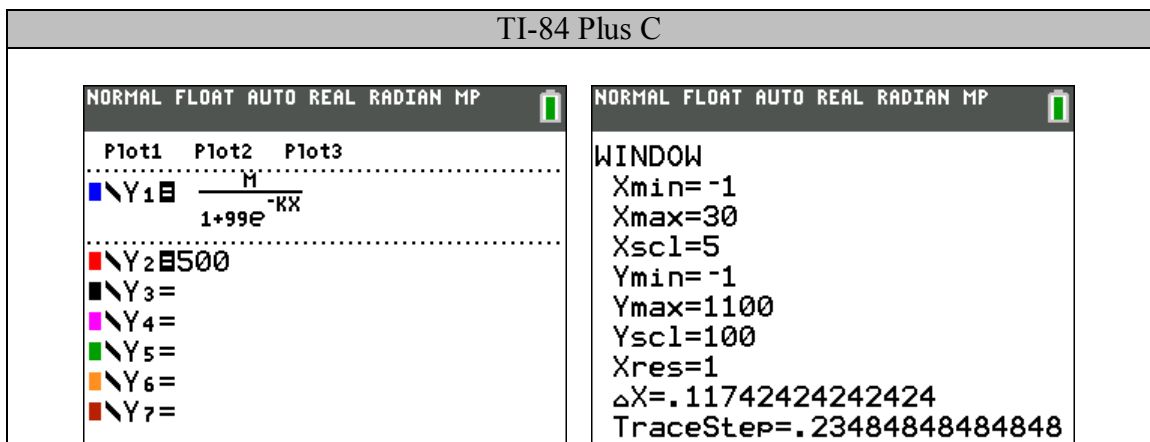 TI-84 Plus C
NORMAL FLOAT AUTO REAL RADIAN MP
Plot1 Plot2 Plot3
\Y₁= M
1+99e^-KX
\Y₂=500
\Y₃=
\Y₄=
\Y₅=
\Y₆=
\Y₇=
NORMAL FLOAT AUTO REAL RADIAN MP
WINDOW
Xmin=-1
Xmax=30
Xscl=5
Ymin=-1
Ymax=1100
Yscl=100
Xres=1
△X=.11742424242424
TraceStep=.23484848484848